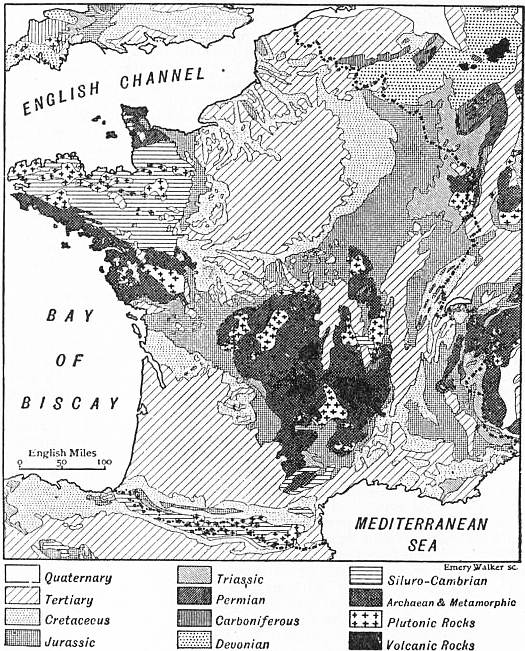 ENGLISH CHANNEL
BAY
OF
BISCAY
English Miles
0 50 100
MEDITERRANEAN
SEA
Emery Walker sc.
Quaternary
Tertiary
Cretaceous
Jurassic
Triassic
Permian
Carboniferous
Devonian
Siluro-Cambrian
Archaean & Metamorphic
Plutonic Rocks
Volcanic Rocks